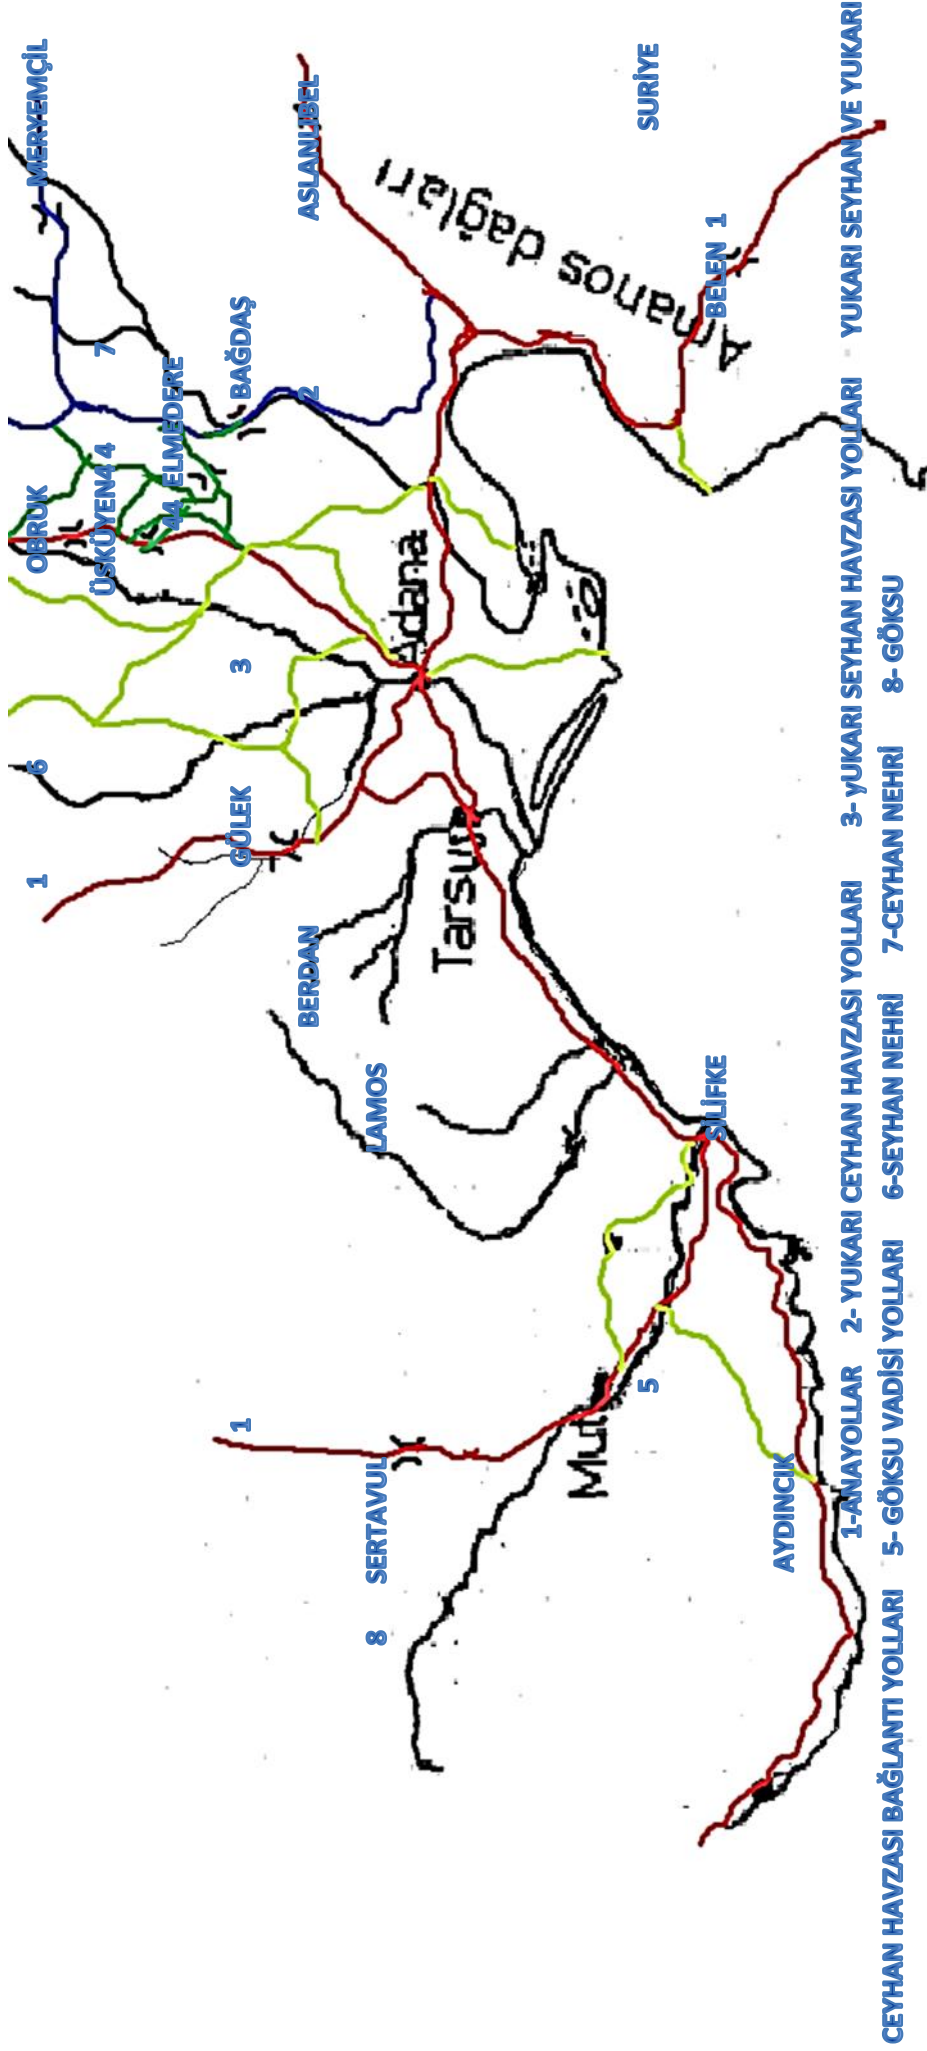 1
6
OBRUK
MERYEMÇİL
ÜSKÜYEN4 4
7
44 ELMEDERE
1
GÜLEK
3
BAĞDAŞ
BERDAN
2
ASLANLIBEL
8
SERTAVUL
LAMOS
Adana
Amanos dağları
Tarsus
Mut
5
SURİYE
SİLİFKE
BELEN 1
AYDINCIK
1-ANAYOLLAR 2- YUKARI CEYHAN HAVZASI YOLLARI 3- yUKARI SEYHAN HAVZASI YOLLARI YUKARI SEYHAN VE YUKARI
CEYHAN HAVZASI BAĞLANTI YOLLARI 5- GÖKSU VADİSİ YOLLARI 6-SEYHAN NEHRİ 7-CEYHAN NEHRİ 8- GÖKSU